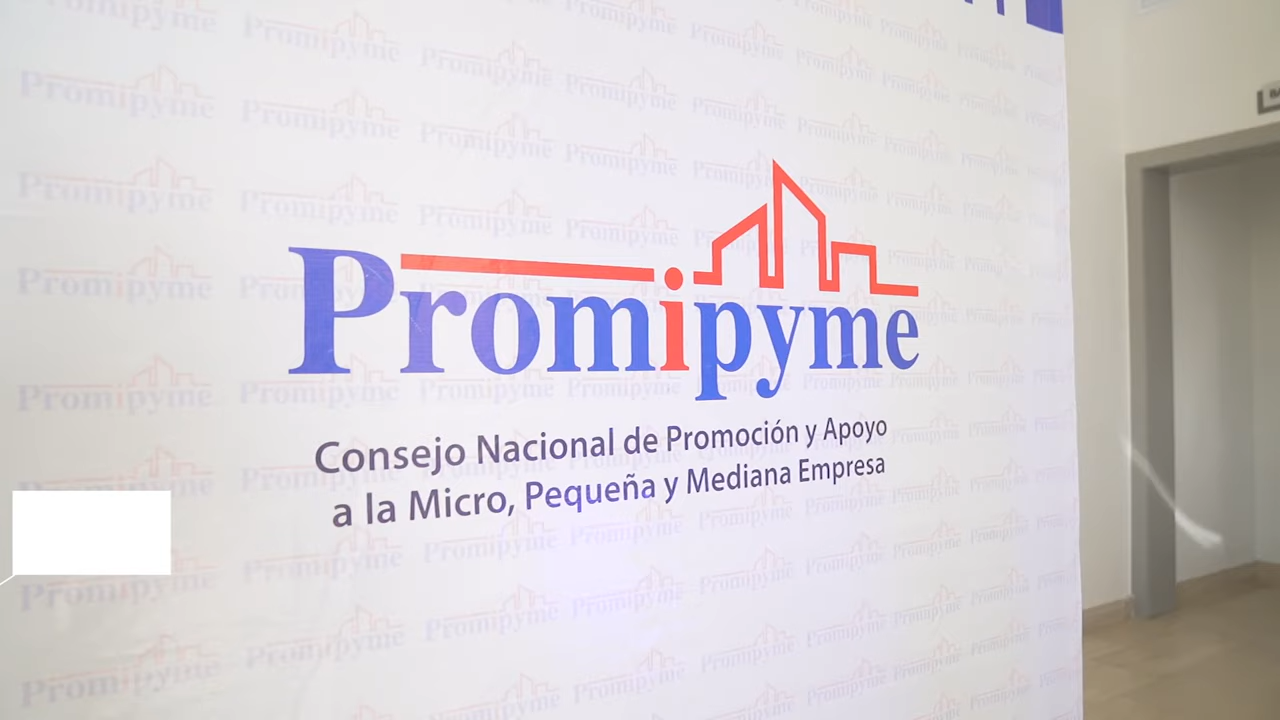 Promipyme
Consejo Nacional de Promoción y Apoyo
a la Micro, Pequeña y Mediana Empresa